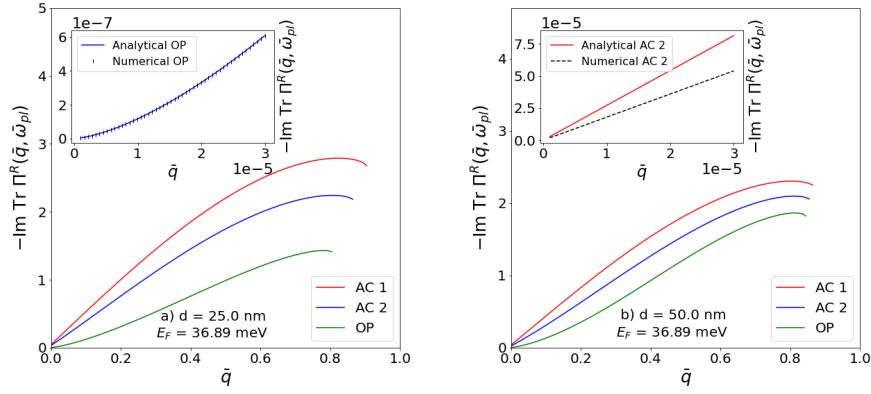 1e−7
Analytical OP
Numerical OP
6
4
2
0
0
1
2
3
q̄
1e−5
−Im Tr Π^R(q̄, ω̄_pl)
−Im Tr Π^R(q̄, ω̄_pl)
5
4
3
2
1
0
AC 1
AC 2
OP
a) d = 25.0 nm
E_F = 36.89 meV
0.0
0.2
0.4
0.6
0.8
1.0
q̄
1e−5
Analytical AC 2
Numerical AC 2
7.5
5.0
2.5
0.0
0
1
2
3
q̄
1e−5
−Im Tr Π^R(q̄, ω̄_pl)
−Im Tr Π^R(q̄, ω̄_pl)
4
3
2
1
0
AC 1
AC 2
OP
b) d = 50.0 nm
E_F = 36.89 meV
0.0
0.2
0.4
0.6
0.8
1.0
q̄